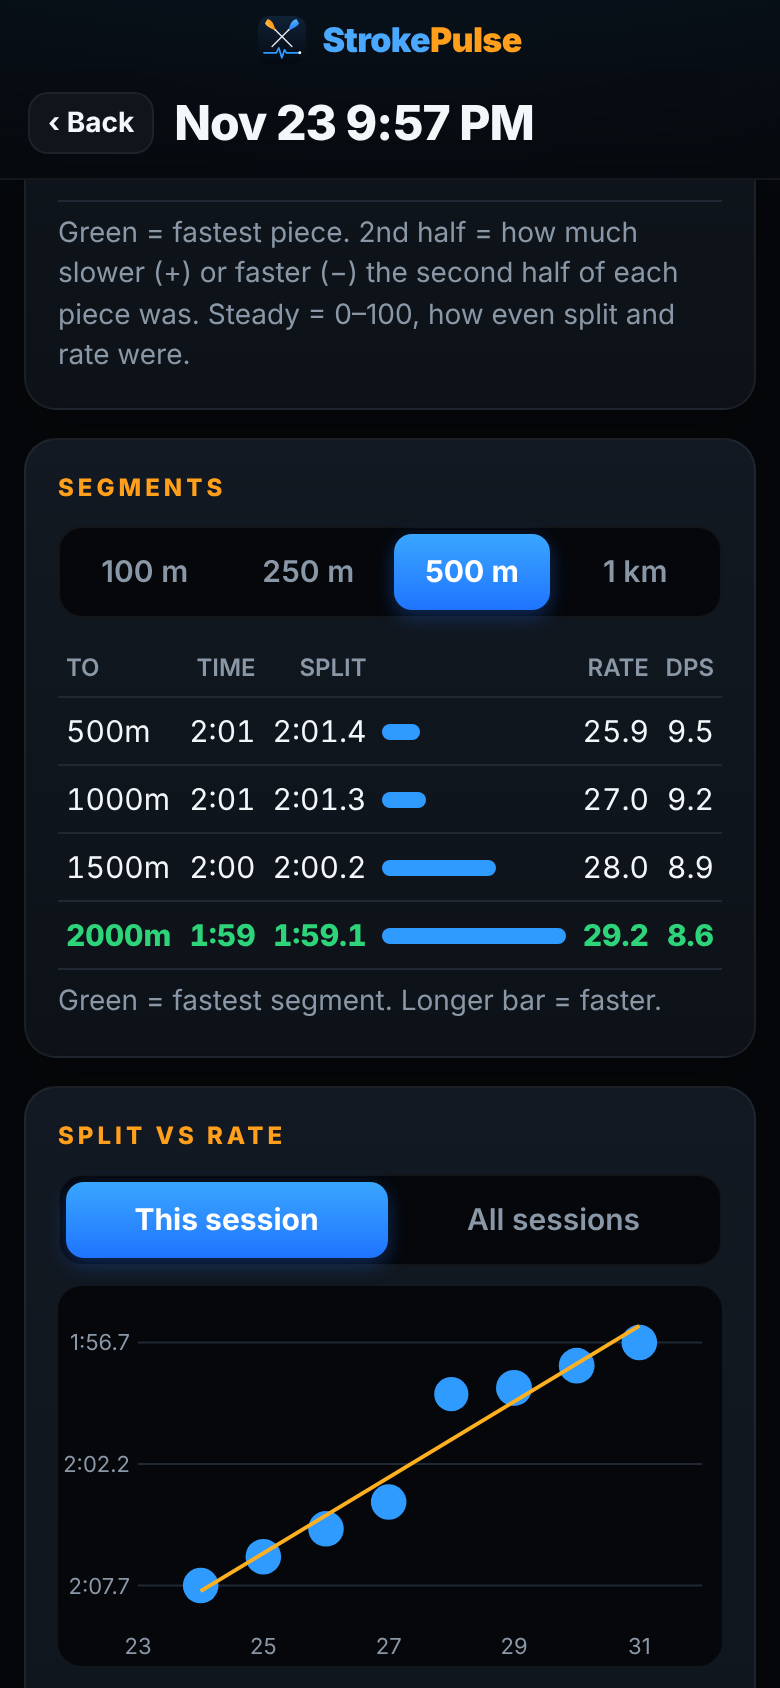 StrokePulse
‹ Back
Nov 23 9:57 PM
Green = fastest piece. 2nd half = how much
slower (+) or faster (−) the second half of each
piece was. Steady = 0–100, how even split and
rate were.
SEGMENTS
100 m 250 m 500 m 1 km
TO TIME SPLIT RATE DPS
500m 2:01 2:01.4 25.9 9.5
1000m 2:01 2:01.3 27.0 9.2
1500m 2:00 2:00.2 28.0 8.9
2000m 1:59 1:59.1 29.2 8.6
Green = fastest segment. Longer bar = faster.
SPLIT VS RATE
This session All sessions
1:56.7
2:02.2
2:07.7
23 25 27 29 31